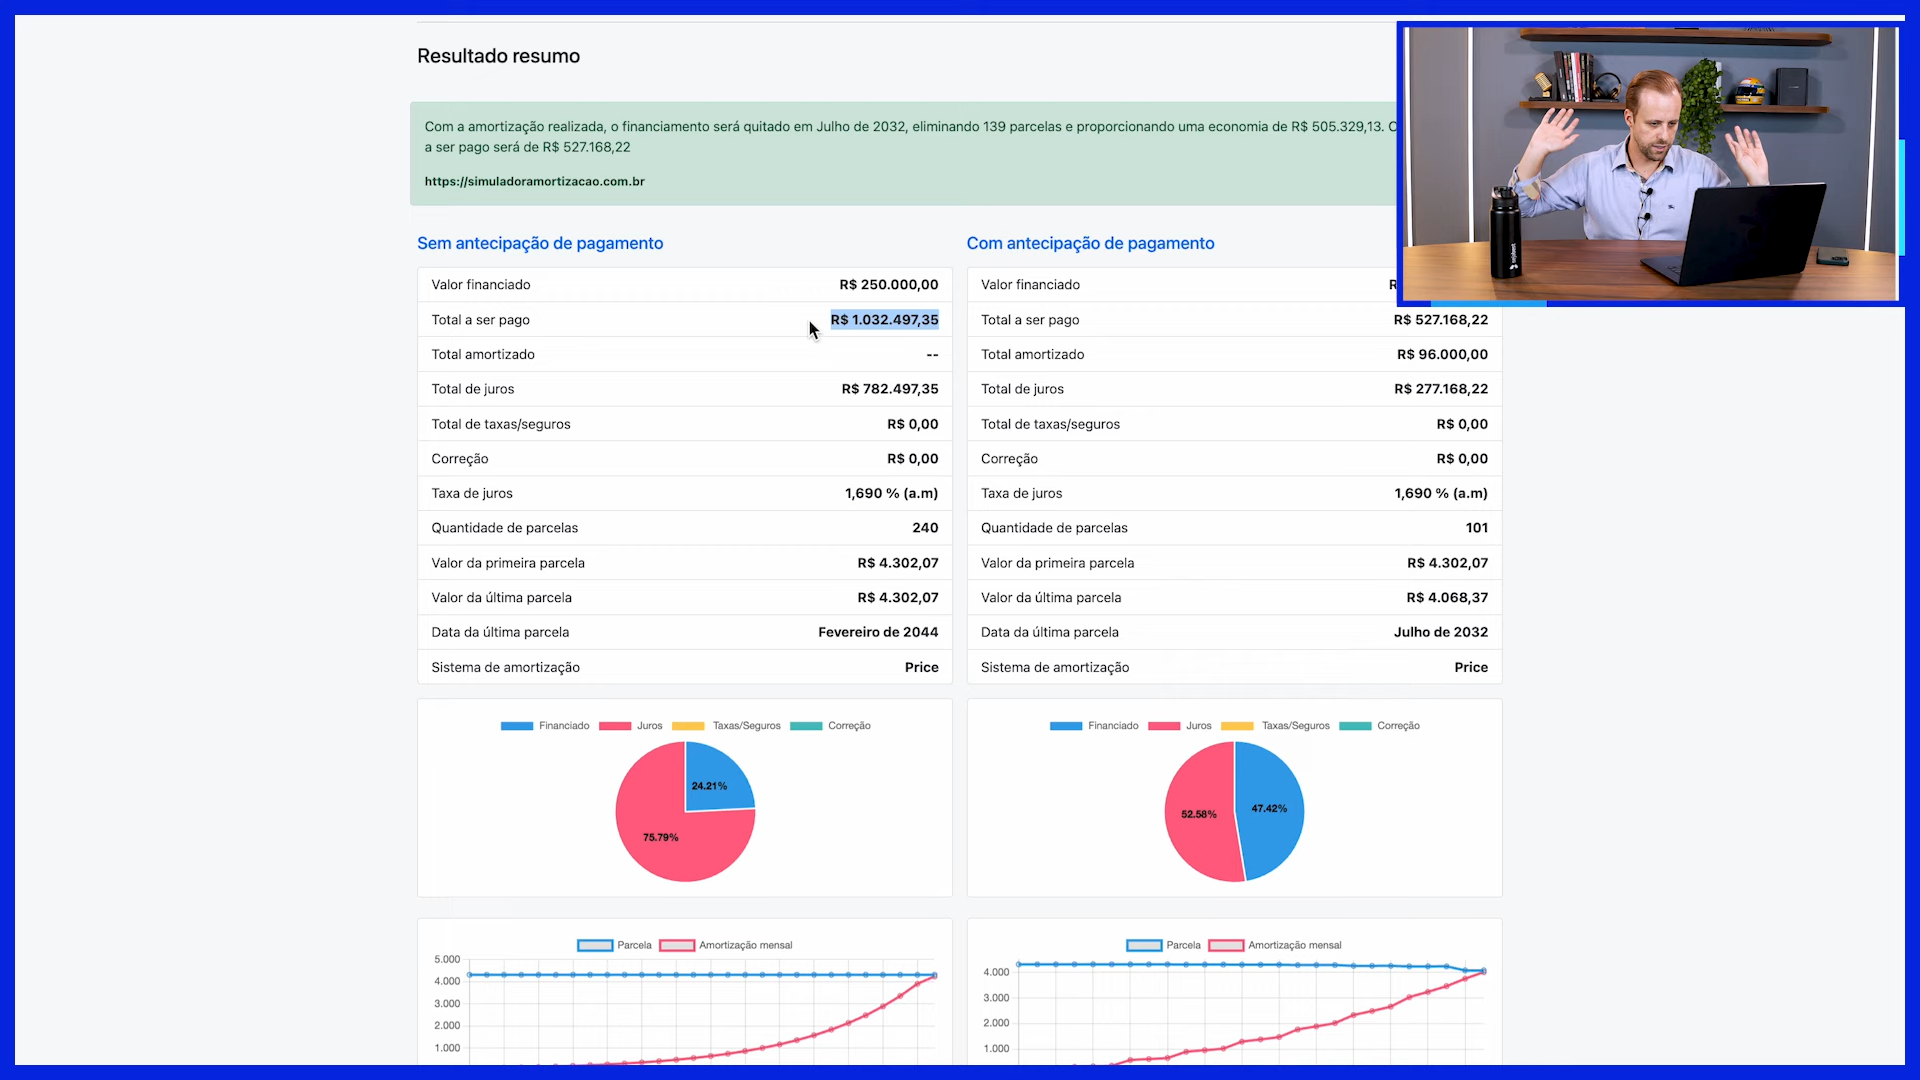 Resultado resumo
Com a amortização realizada, o financiamento será quitado em Julho de 2032, eliminando 139 parcelas e proporcionando uma economia de R$ 505.329,13.
a ser pago será de R$ 527.168,22
https://simuladoramortizacao.com.br
Sem antecipação de pagamento
Valor financiado R$ 250.000,00
Total a ser pago R$ 1.032.497,35
Total amortizado --
Total de juros R$ 782.497,35
Total de taxas/seguros R$ 0,00
Correção R$ 0,00
Taxa de juros 1,690 % (a.m)
Quantidade de parcelas 240
Valor da primeira parcela R$ 4.302,07
Valor da última parcela R$ 4.302,07
Data da última parcela Fevereiro de 2044
Sistema de amortização Price
Financiado Juros Taxas/Seguros Correção
24.21%
75.79%
Parcela Amortização mensal
5.000
4.000
3.000
2.000
1.000
Com antecipação de pagamento
Valor financiado
Total a ser pago R$ 527.168,22
Total amortizado R$ 96.000,00
Total de juros R$ 277.168,22
Total de taxas/seguros R$ 0,00
Correção R$ 0,00
Taxa de juros 1,690 % (a.m)
Quantidade de parcelas 101
Valor da primeira parcela R$ 4.302,07
Valor da última parcela R$ 4.068,37
Data da última parcela Julho de 2032
Sistema de amortização Price
Financiado Juros Taxas/Seguros Correção
47.42%
52.58%
Parcela Amortização mensal
4.000
3.000
2.000
1.000